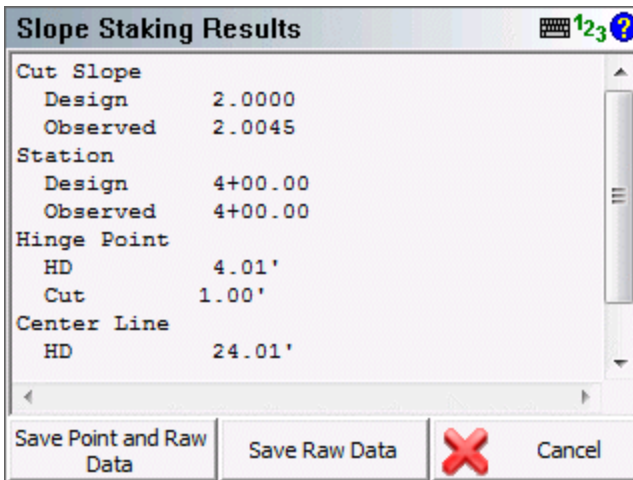 Slope Staking Results
123
?
Cut Slope
Design 2.0000
Observed 2.0045
Station
Design 4+00.00
Observed 4+00.00
Hinge Point
HD 4.01'
Cut 1.00'
Center Line
HD 24.01'
Save Point and Raw
Data
Save Raw Data
Cancel